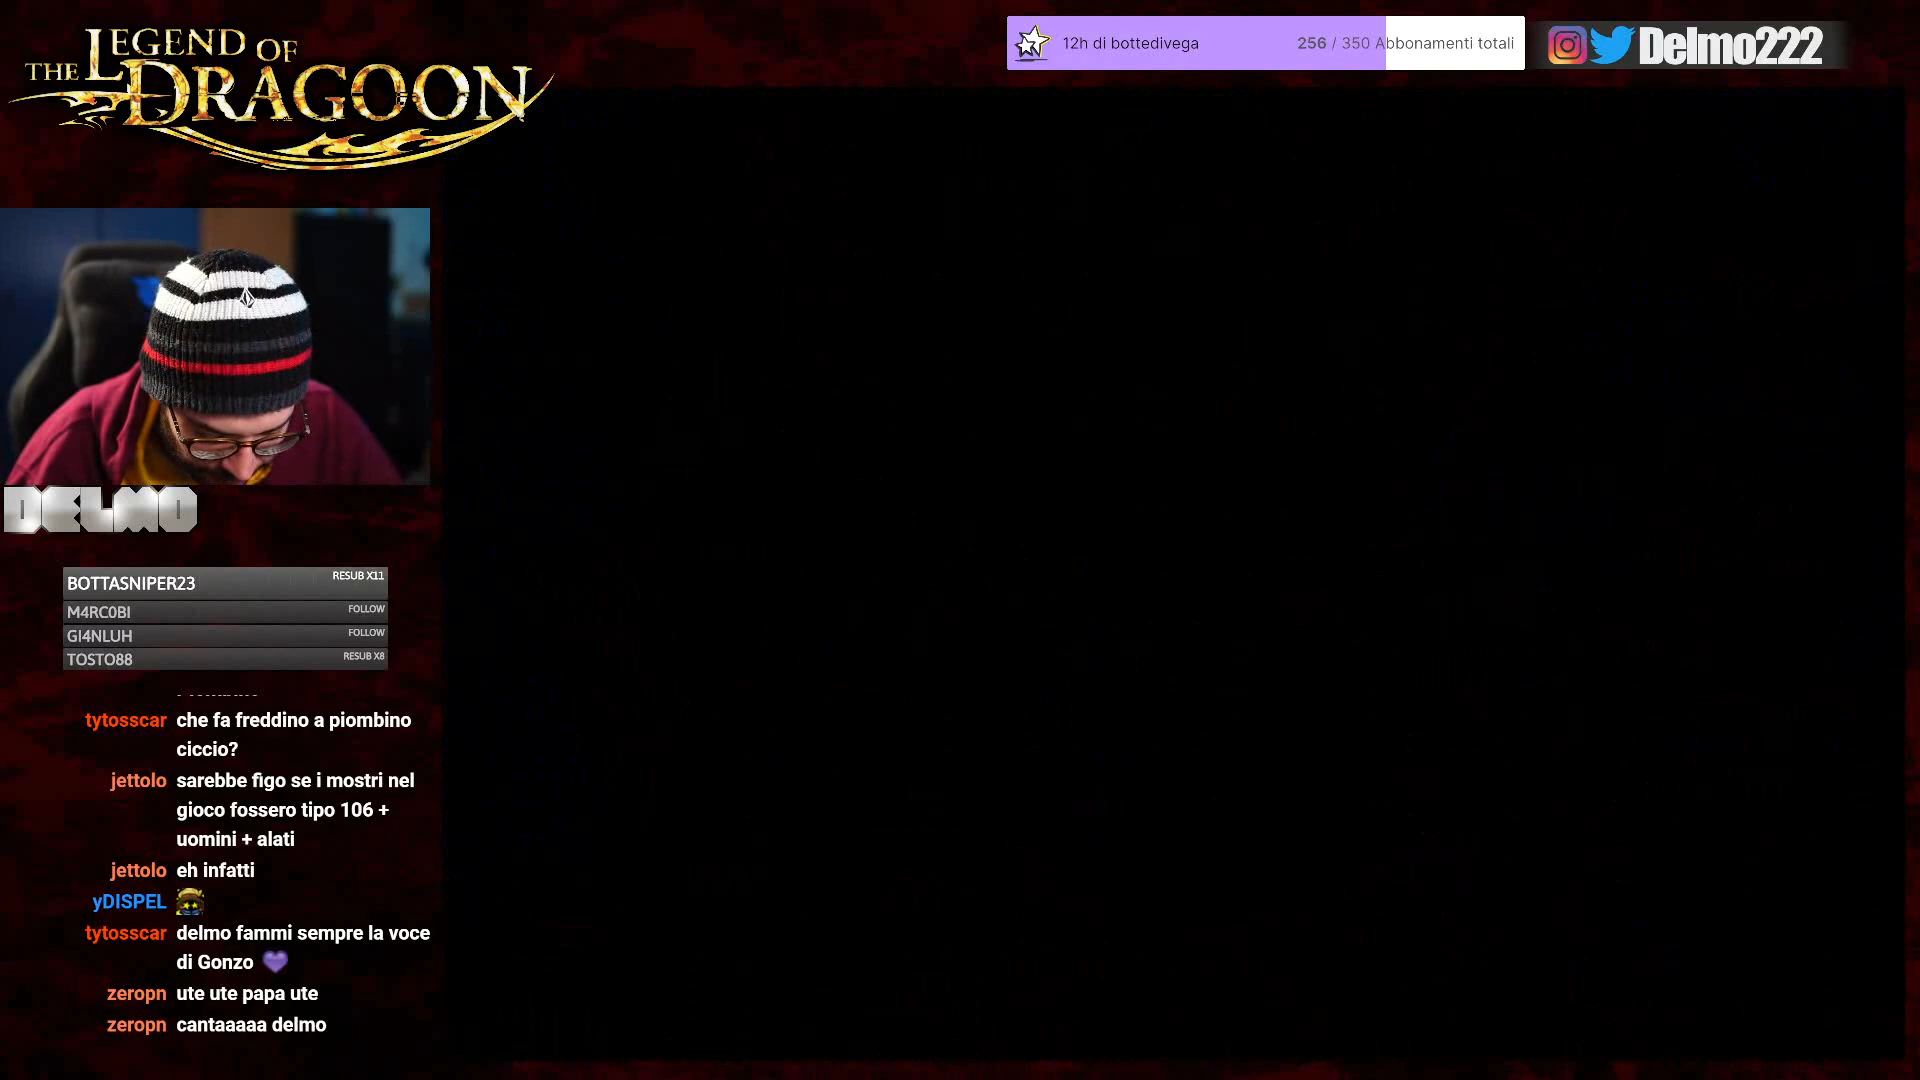 THE LEGEND OF
DRAGOON
12h di bottedivega
256 / 350 Abbonamenti totali
Delmo222
DELMO
BOTTASNIPER23 RESUB X11
M4RC0BI FOLLOW
GI4NLUH FOLLOW
TOSTO88 RESUB X8
tytosscar che fa freddino a piombino
ciccio?
jettolo sarebbe figo se i mostri nel
gioco fossero tipo 106 +
uomini + alati
jettolo eh infatti
yDISPEL
tytosscar delmo fammi sempre la voce
di Gonzo
zeropn ute ute papa ute
zeropn cantaaaaa delmo